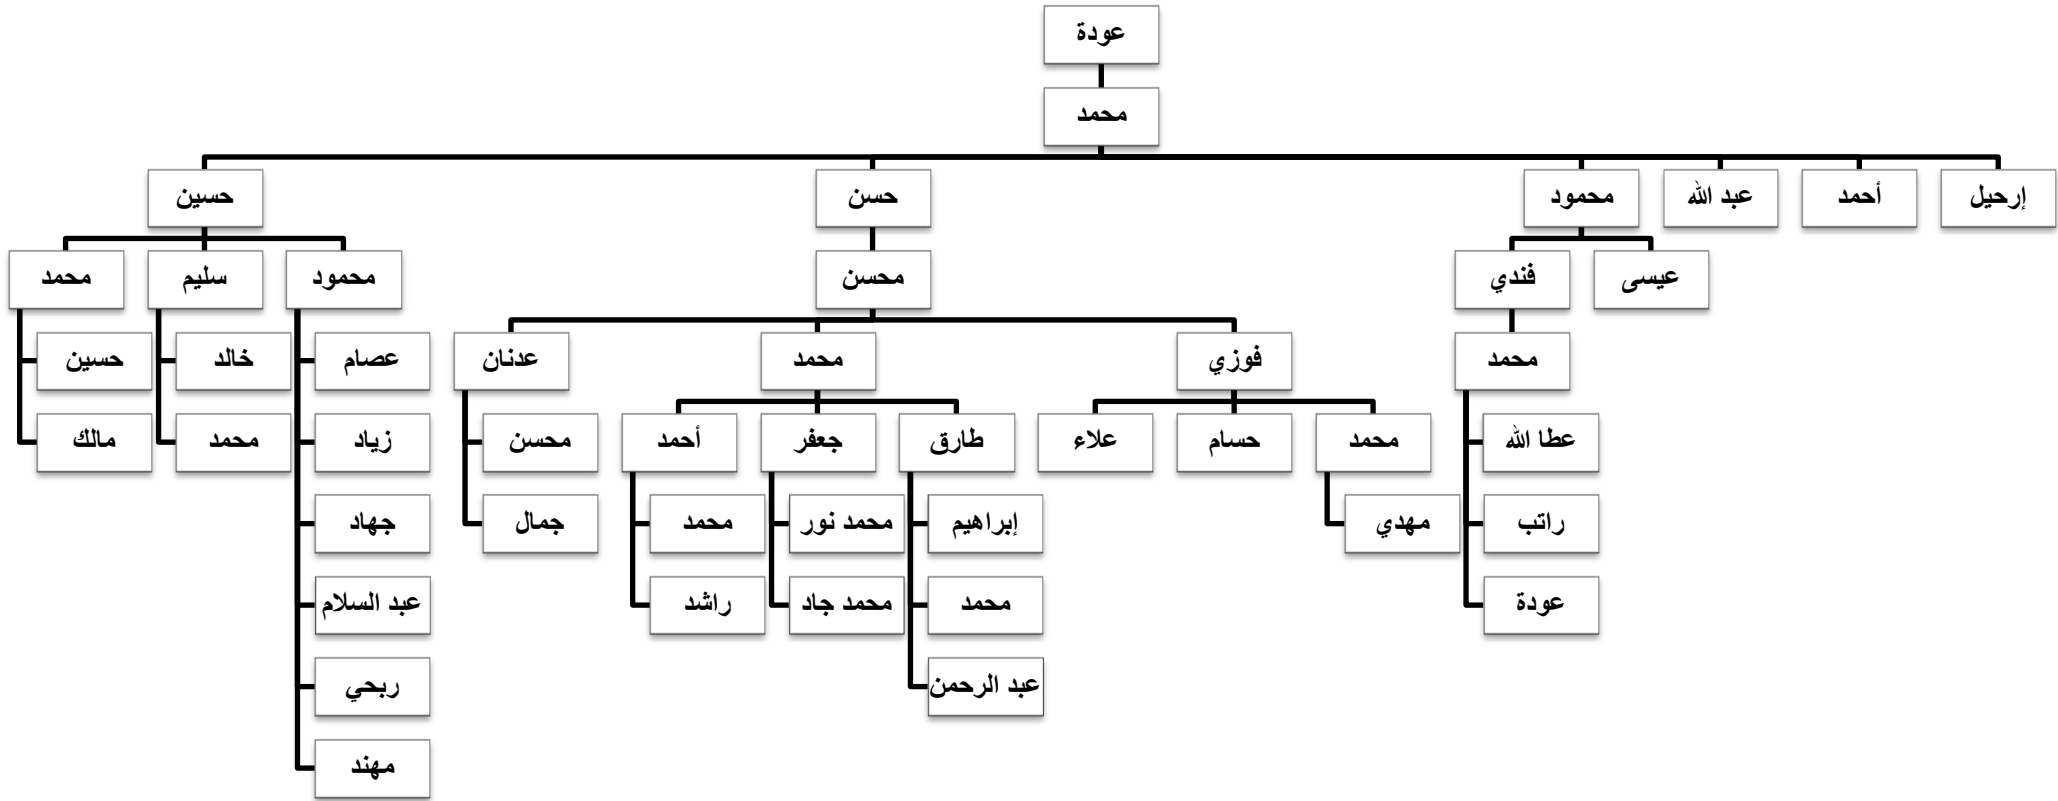 عودة
محمد
إرحيل
أحمد
عبد الله
محمود
حسن
حسين
عيسى
فندي
محسن
محمود
سليم
محمد
محمد
فوزي
محمد
عدنان
عصام
خالد
حسين
عطا الله
محمد
حسام
علاء
طارق
جعفر
أحمد
محسن
زياد
محمد
مالك
راتب
مهدي
إبراهيم
محمد نور
محمد
جمال
جهاد
عودة
محمد
محمد جاد
راشد
عبد السلام
عبد الرحمن
ربحي
مهند